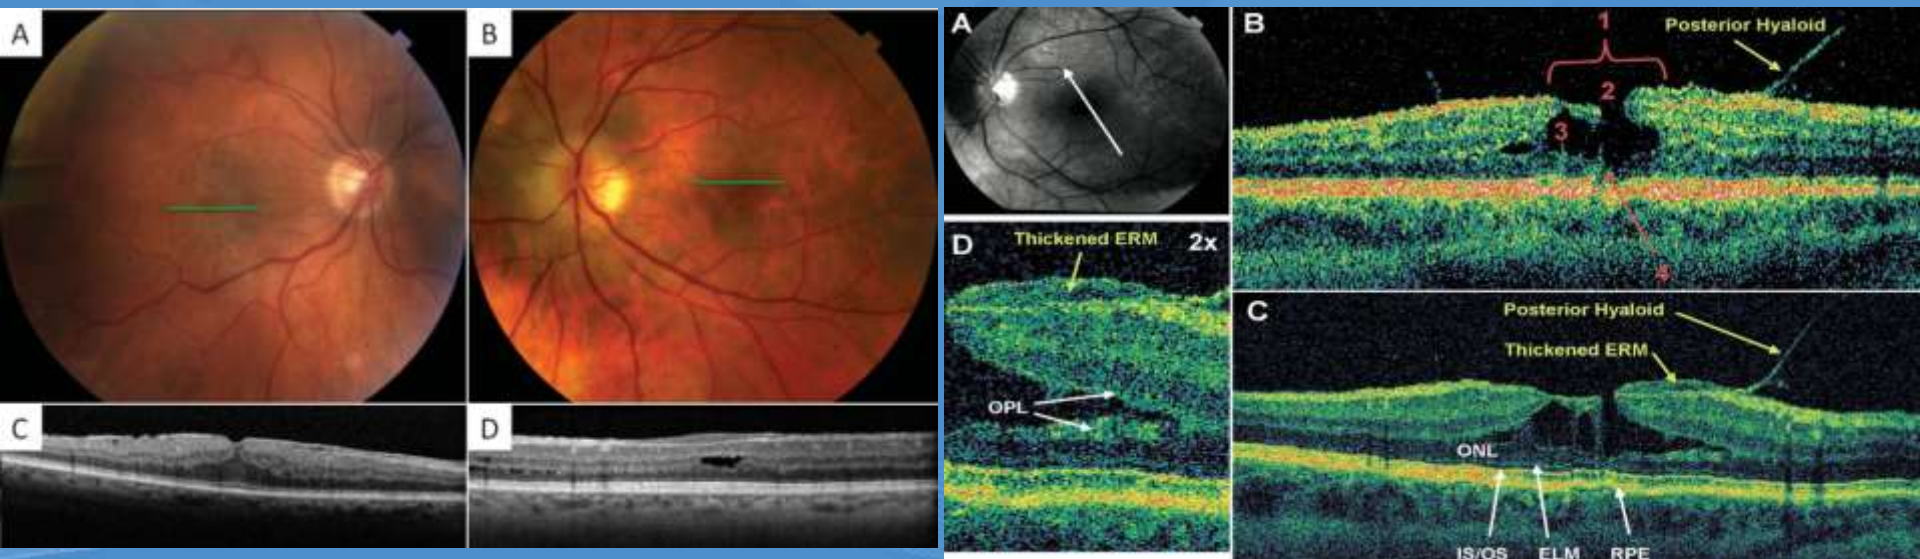 A
B
C
D
A
B
1
Posterior Hyaloid
2
3
4
D
Thickened ERM
2x
OPL
C
Posterior Hyaloid
Thickened ERM
ONL
IS/OS
ELM
RPE